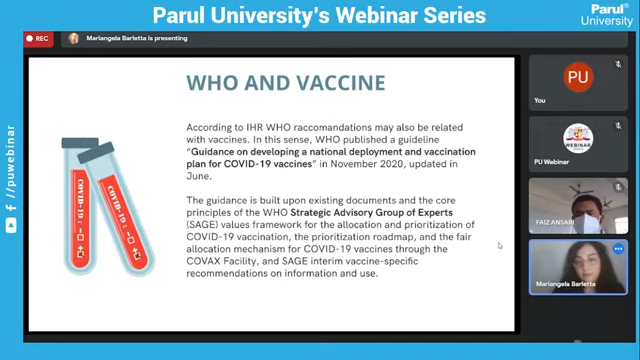 Parul University's Webinar Series
Parul®
University
REC
Mariangela Barletta is presenting
/puwebinar
WHO AND VACCINE
According to IHR WHO raccomandations may also be related
with vaccines. In this sense, WHO published a guideline
“Guidance on developing a national deployment and vaccination
plan for COVID-19 vaccines” in November 2020, updated in
June.
The guidance is built upon existing documents and the core
principles of the WHO Strategic Advisory Group of Experts
(SAGE) values framework for the allocation and prioritization of
COVID-19 vaccination, the prioritization roadmap, and the fair
allocation mechanism for COVID-19 vaccines through the
COVAX Facility, and SAGE interim vaccine-specific
recommendations on information and use.
COVID-19:
COVID-19:
PU
You
PU Webinar
FAIZ ANSARI
Mariangela Barletta